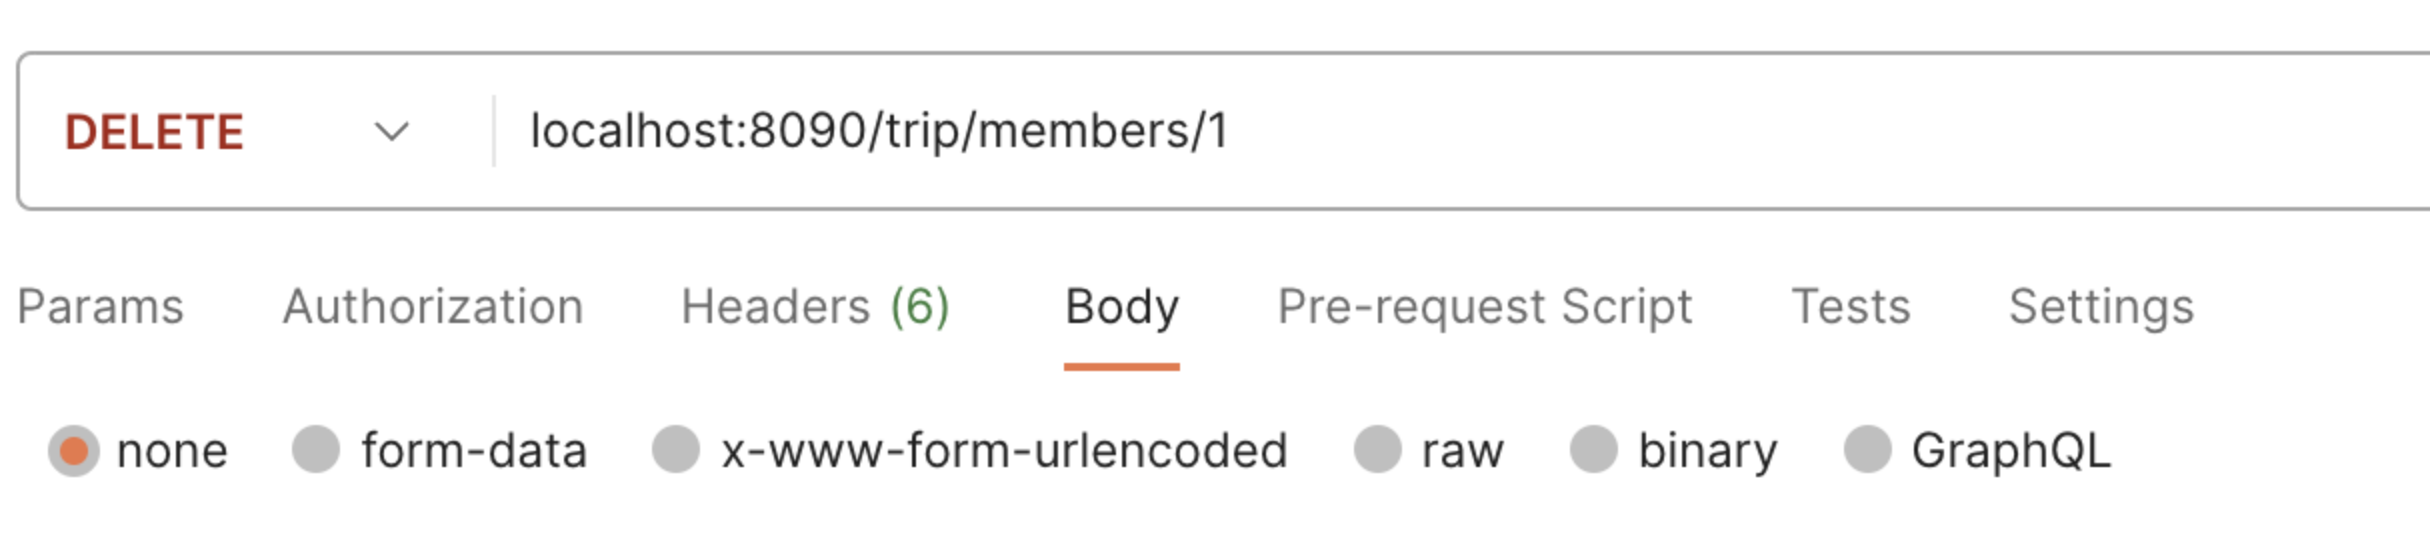 DELETE localhost:8090/trip/members/1
Params Authorization Headers (6) Body Pre-request Script Tests Settings
none form-data x-www-form-urlencoded raw binary GraphQL